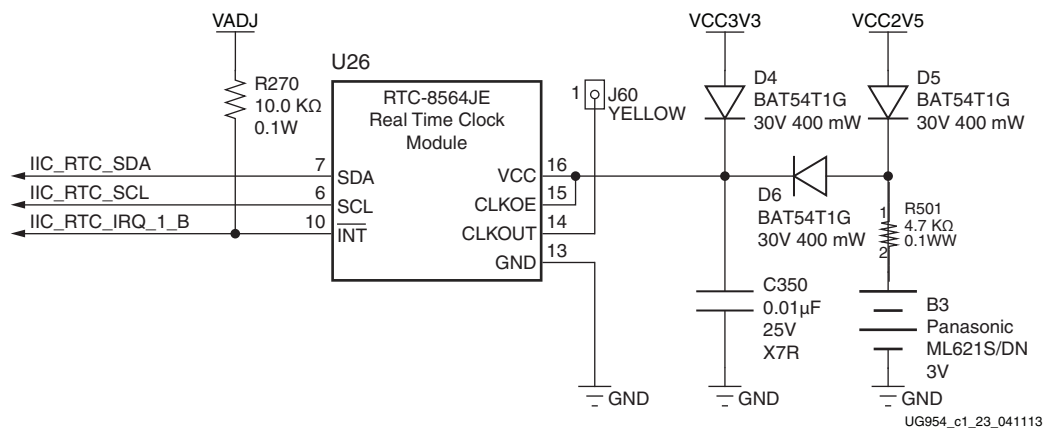 VADJ
VCC3V3
VCC2V5
U26
R270
10.0 KΩ
0.1W
RTC-8564JE
Real Time Clock
Module
1
J60
YELLOW
D4
BAT54T1G
30V 400 mW
D5
BAT54T1G
30V 400 mW
IIC_RTC_SDA
7
SDA
IIC_RTC_SCL
6
SCL
IIC_RTC_IRQ_1_B
10
INT
VCC
16
CLKOE
15
CLKOUT
14
GND
13
D6
BAT54T1G
30V 400 mW
1
R501
4.7 KΩ
0.1WW
2
C350
0.01µF
25V
X7R
B3
Panasonic
ML621S/DN
3V
GND
GND
GND
UG954_c1_23_041113